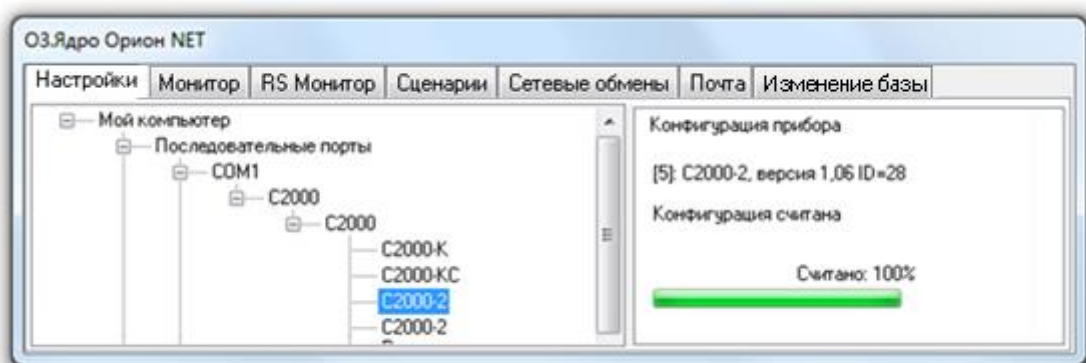 О3.Ядро Орион NET
Настройки Монитор RS Монитор Сценарии Сетевые обмены Почта Изменение базы
Мой компьютер
Последовательные порты
COM1
С2000
С2000
С2000-К
С2000-КС
С2000-2
С2000-2
Конфигурация прибора
[5]: С2000-2, версия 1,06 ID=28
Конфигурация считана
Считано: 100%